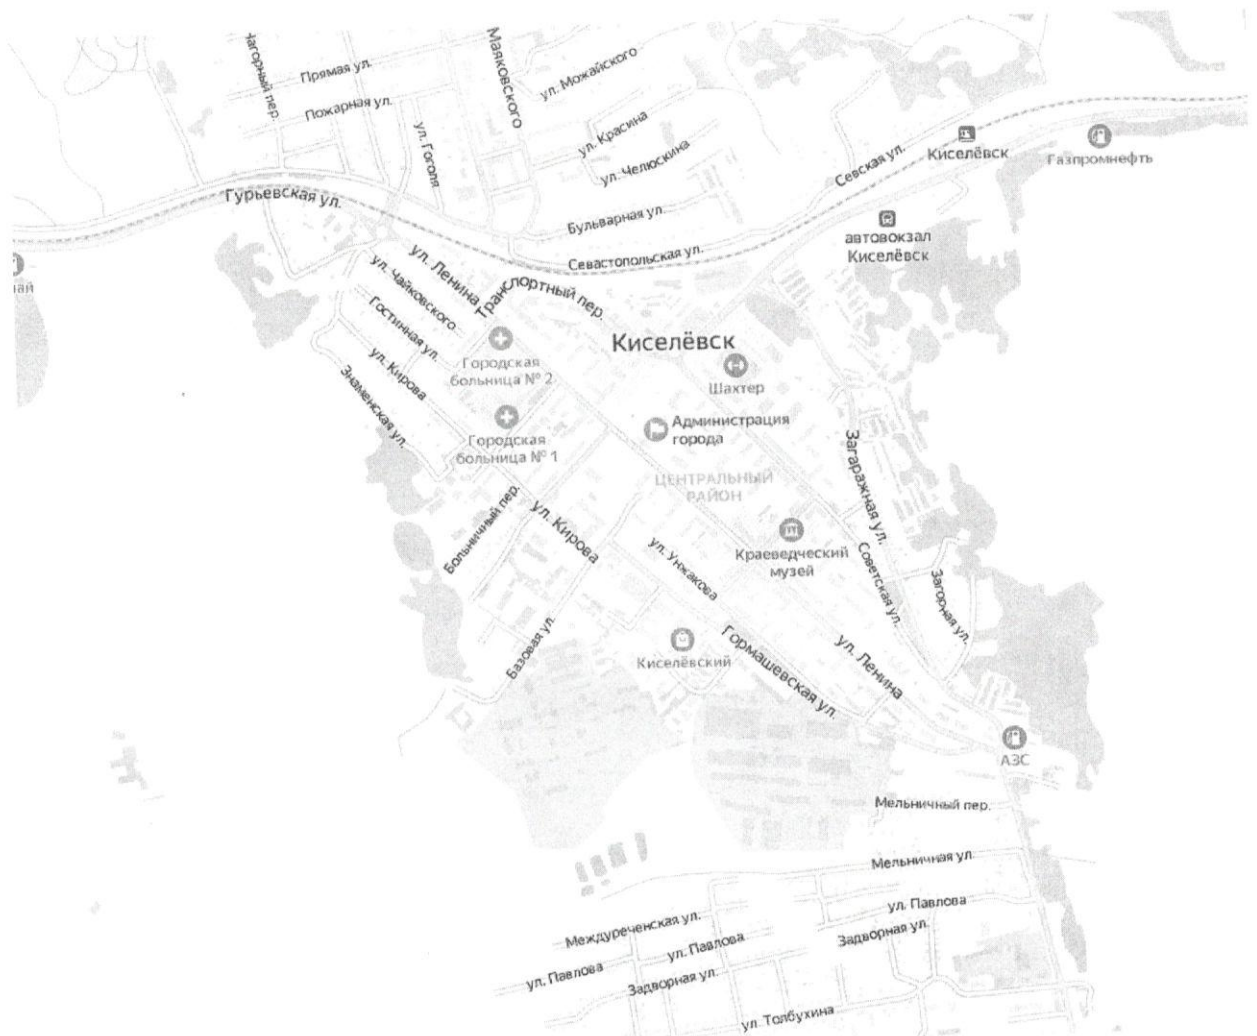 Нагорный пер.
Прямая ул.
Пожарная ул.
ул. Гоголя
Маяковского
ул. Можайского
ул. Красина
ул. Челюскина
Бульварная ул.
Севастопольская ул.
Севская ул.
Киселёвск
Газпромнефть
автовокзал
Киселёвск
Гурьевская ул.
ул. Ленина
ул. Чайковского
Гостинная ул.
ул. Кирова
Знаменская ул.
Транспортный пер.
Киселёвск
Городская
больница № 2
Шахтер
Городская
больница № 1
Администрация
города
ЦЕНТРАЛЬНЫЙ
РАЙОН
Загаражная ул.
Больничный пер.
ул. Кирова
ул. Унжакова
Краеведческий
музей
Советская ул.
Загорная ул.
Базовая ул.
Киселёвский
Гормашевская ул.
ул. Ленина
АЗС
Мельничный пер.
Мельничная ул.
ул. Павлова
Междуреченская ул.
ул. Павлова
Задворная ул.
ул. Павлова
Задворная ул.
ул. Толбухина